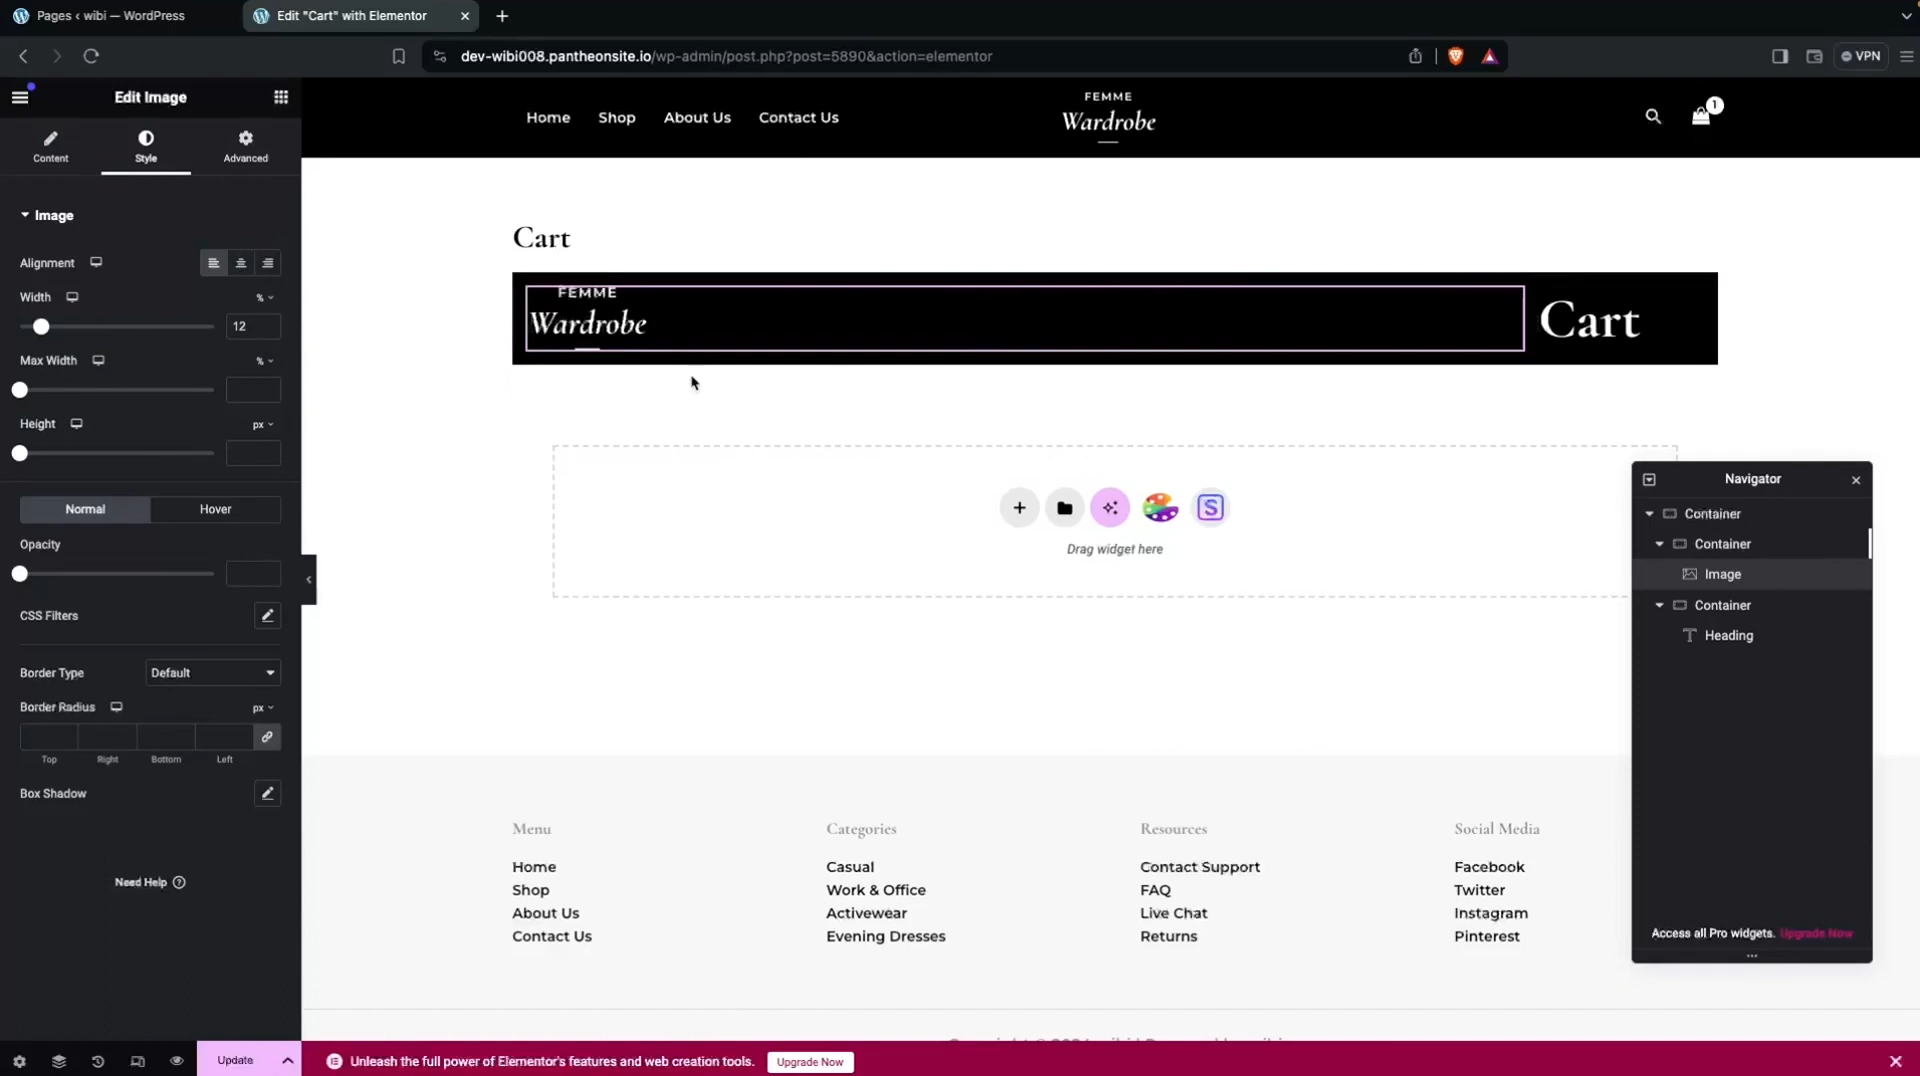 Pages ‹ wibi — WordPress
Edit "Cart" with Elementor
dev-wibi008.pantheonsite.io/wp-admin/post.php?post=5890&action=elementor
VPN
Edit Image
Content
Style
Advanced
Image
Alignment
Width
%
12
Max Width
%
Height
px
Normal
Hover
Opacity
CSS Filters
Border Type
Default
Border Radius
px
Top
Right
Bottom
Left
Box Shadow
Need Help
Update
Home
Shop
About Us
Contact Us
FEMME
Wardrobe
1
Cart
FEMME
Wardrobe
Cart
S
Drag widget here
Navigator
Container
Container
Image
Container
Heading
Access all Pro widgets. Upgrade Now
Menu
Home
Shop
About Us
Contact Us
Categories
Casual
Work & Office
Activewear
Evening Dresses
Resources
Contact Support
FAQ
Live Chat
Returns
Social Media
Facebook
Twitter
Instagram
Pinterest
Unleash the full power of Elementor's features and web creation tools.
Upgrade Now